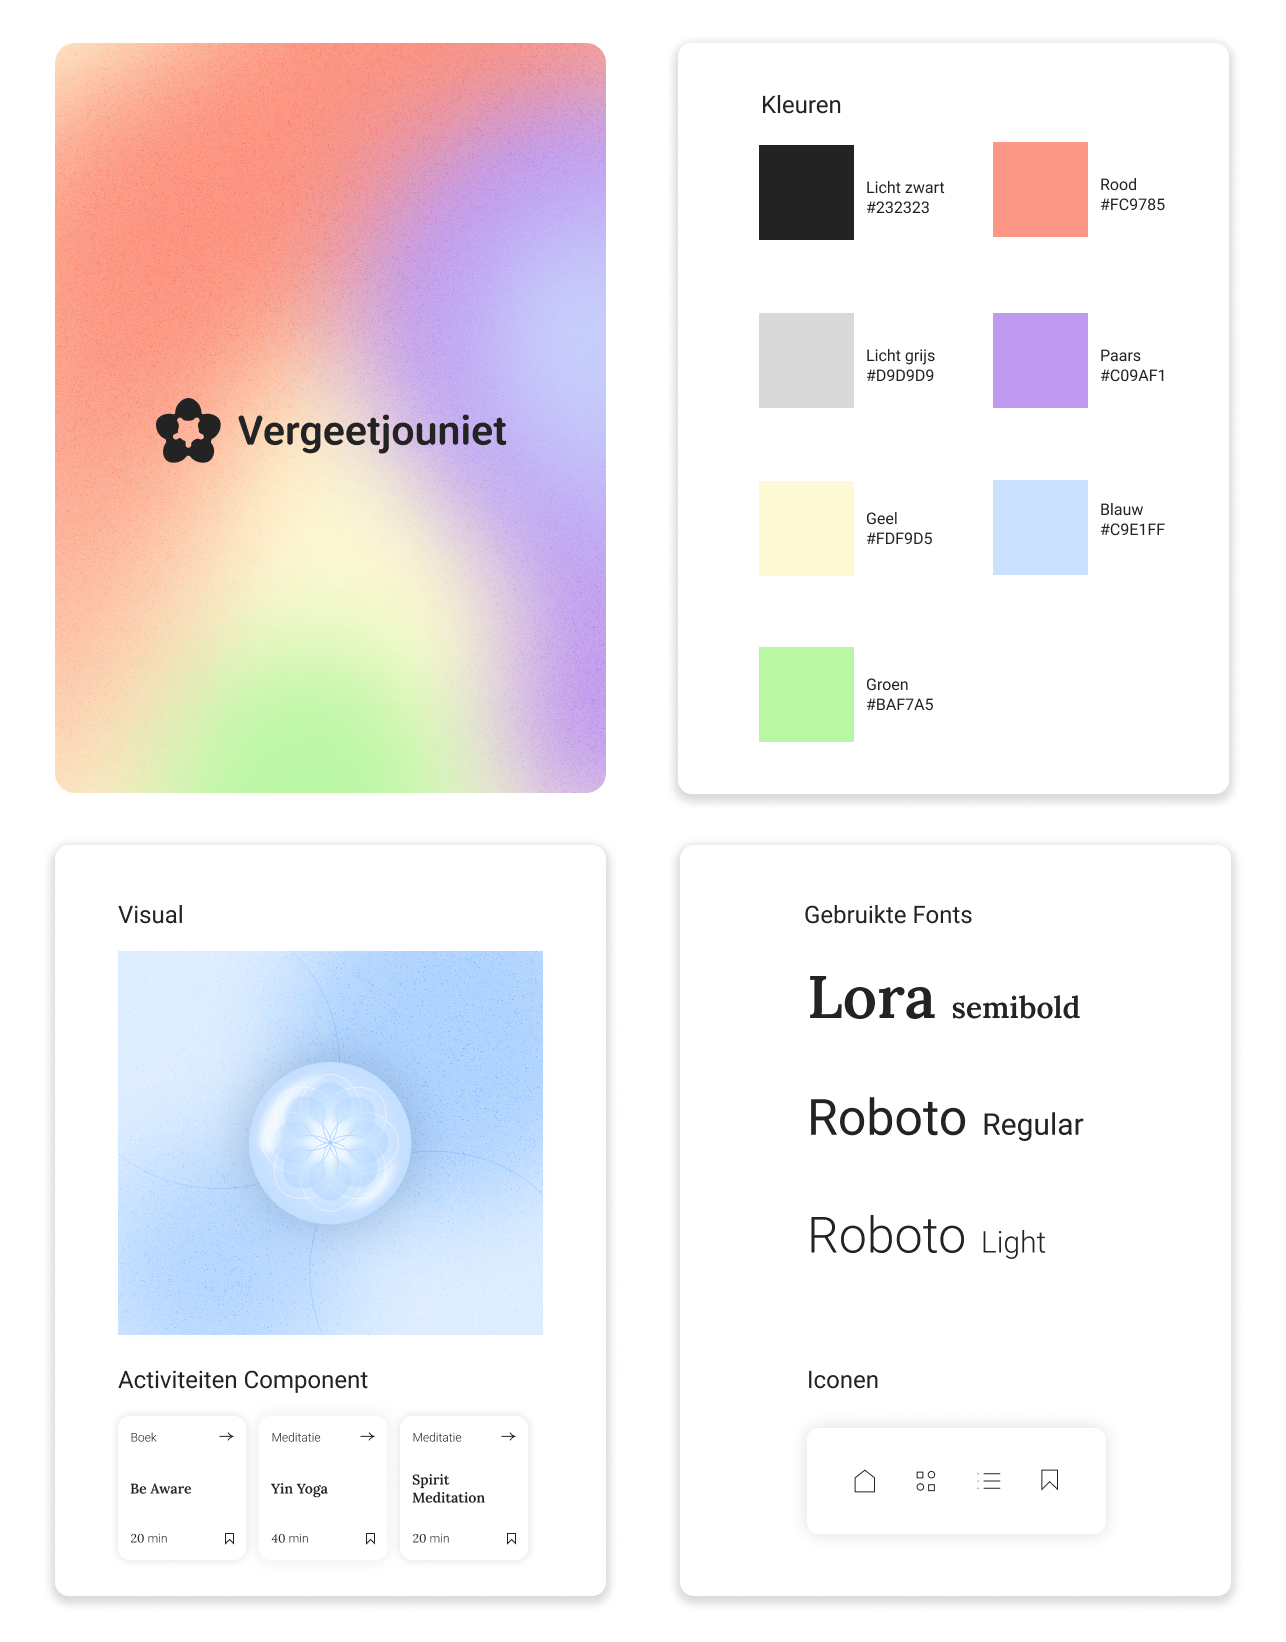 Vergeetjouniet
Kleuren
Licht zwart
#232323
Rood
#FC9785
Licht grijs
#D9D9D9
Paars
#C09AF1
Geel
#FDF9D5
Blauw
#C9E1FF
Groen
#BAF7A5
Visual
Activiteiten Component
Boek
Be Aware
20 min
Meditatie
Yin Yoga
40 min
Meditatie
Spirit
Meditation
20 min
Gebruikte Fonts
Lora semibold
Roboto Regular
Roboto Light
Iconen